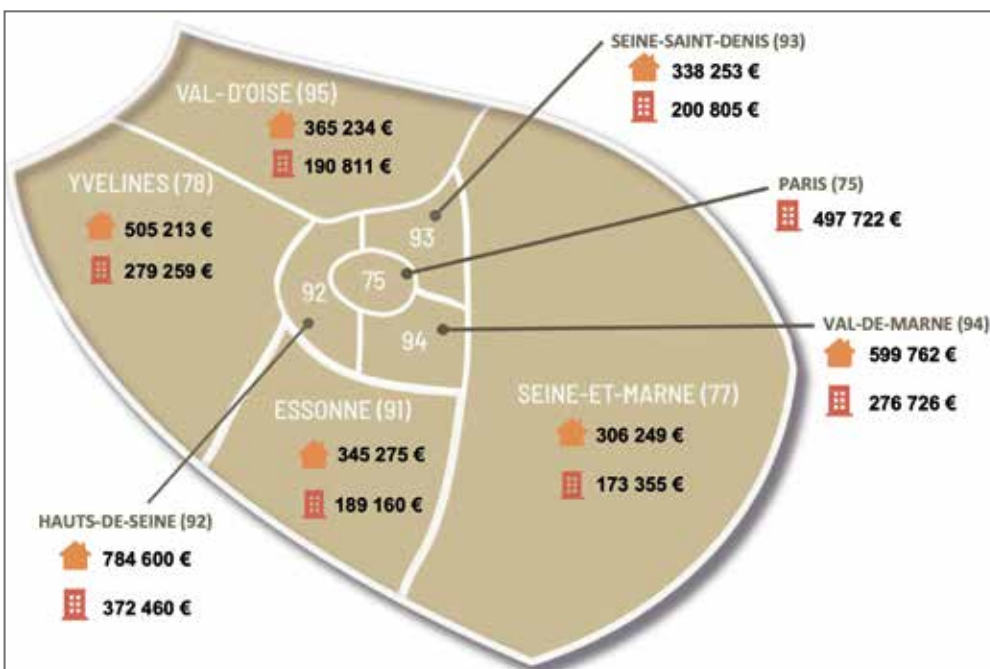 SEINE-SAINT-DENIS (93)
338 253 €
200 805 €
VAL-D'OISE (95)
365 234 €
190 811 €
YVELINES (78)
505 213 €
279 259 €
PARIS (75)
497 722 €
93
75
92
94
VAL-DE-MARNE (94)
599 762 €
276 726 €
ESSONNE (91)
345 275 €
189 160 €
SEINE-ET-MARNE (77)
306 249 €
173 355 €
HAUTS-DE-SEINE (92)
784 600 €
372 460 €